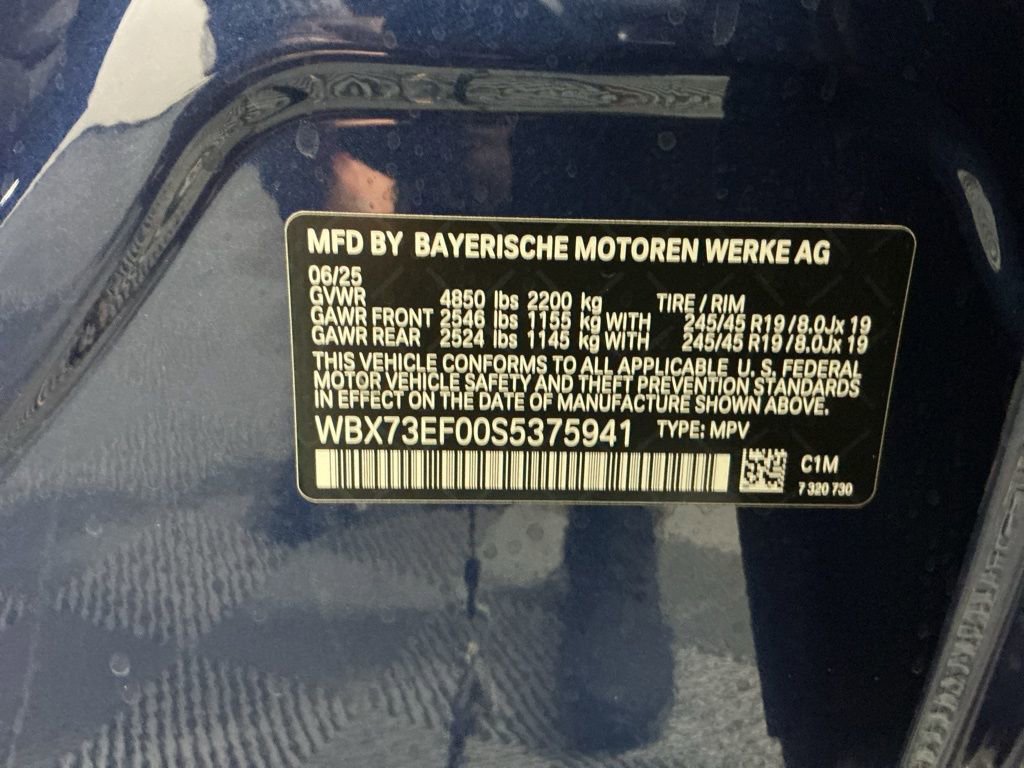 MFD BY BAYERISCHE MOTOREN WERKE AG
06/25
GVWR 4850 lbs 2200 kg TIRE / RIM
GAWR FRONT 2546 lbs 1155 kg WITH 245/45 R19 / 8.0Jx 19
GAWR REAR 2524 lbs 1145 kg WITH 245/45 R19 / 8.0Jx 19
THIS VEHICLE CONFORMS TO ALL APPLICABLE U. S. FEDERAL
MOTOR VEHICLE SAFETY AND THEFT PREVENTION STANDARDS
IN EFFECT ON THE DATE OF MANUFACTURE SHOWN ABOVE.
WBX73EF00S5375941 TYPE: MPV
C1M
7 320 730